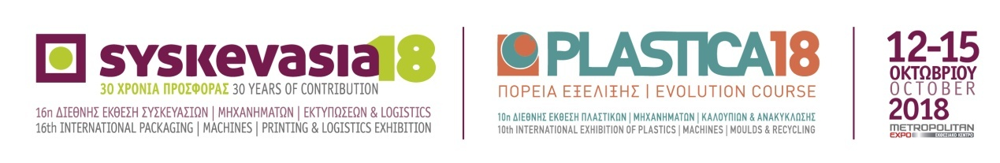 syskevasia18
30 ΧΡΟΝΙΑ ΠΡΟΣΦΟΡΑΣ 30 YEARS OF CONTRIBUTION
16η ΔΙΕΘΝΗΣ ΕΚΘΕΣΗ ΣΥΣΚΕΥΑΣΙΩΝ | ΜΗΧΑΝΗΜΑΤΩΝ | ΕΚΤΥΠΩΣΕΩΝ & LOGISTICS
16th INTERNATIONAL PACKAGING | MACHINES | PRINTING & LOGISTICS EXHIBITION
PLASTICA18
ΠΟΡΕΙΑ ΕΞΕΛΙΞΗΣ | EVOLUTION COURSE
10η ΔΙΕΘΝΗΣ ΕΚΘΕΣΗ ΠΛΑΣΤΙΚΩΝ | ΜΗΧΑΝΗΜΑΤΩΝ | ΚΑΛΟΥΠΙΩΝ & ΑΝΑΚΥΚΛΩΣΗΣ
10th INTERNATIONAL EXHIBITION OF PLASTICS | MACHINES | MOULDS & RECYCLING
12-15
ΟΚΤΩΒΡΙΟΥ
OCTOBER
2018
METROPOLITAN
EXPO ΕΚΘΕΣΙΑΚΟ ΚΕΝΤΡΟ